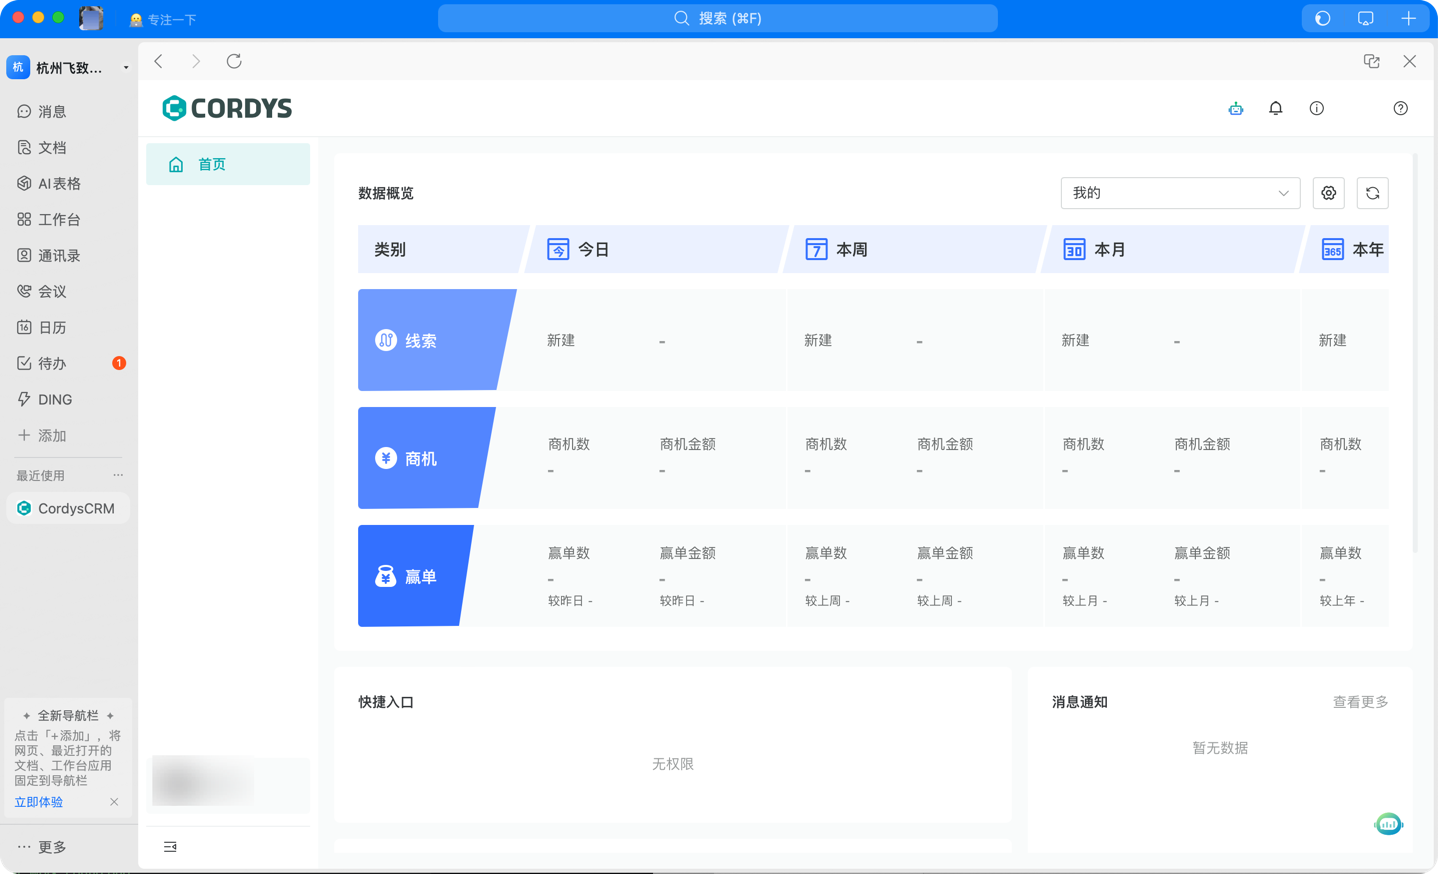 专注一下
搜索 (⌘F)
杭 杭州飞致...
消息
文档
AI表格
工作台
通讯录
会议
16 日历
待办 1
DING
添加
最近使用 ...
CordysCRM
全新导航栏
点击「+添加」，将
网页、最近打开的
文档、工作台应用
固定到导航栏
立即体验
... 更多
CORDYS
首页
数据概览
我的
类别
今 今日
7 本周
30 本月
365 本年
线索
新建 -
新建 -
新建 -
新建
商机
商机数 商机金额
- -
商机数 商机金额
- -
商机数 商机金额
- -
商机数
-
赢单
赢单数 赢单金额
- -
较昨日 - 较昨日 -
赢单数 赢单金额
- -
较上周 - 较上周 -
赢单数 赢单金额
- -
较上月 - 较上月 -
赢单数
-
较上年 -
快捷入口
无权限
消息通知 查看更多
暂无数据